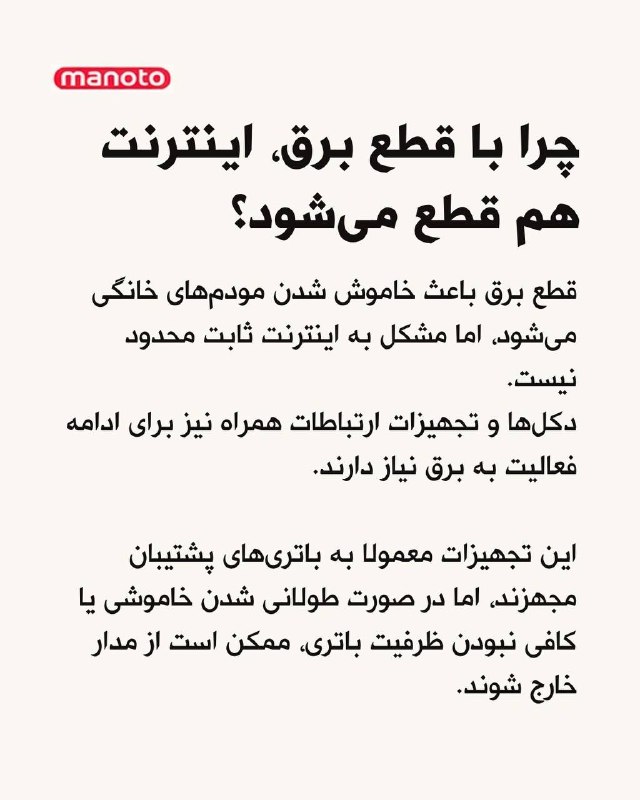 manoto
چرا با قطع برق، اینترنت
هم قطع می‌شود؟
قطع برق باعث خاموش شدن مودم‌های خانگی
می‌شود، اما مشکل به اینترنت ثابت محدود
نیست.
دکل‌ها و تجهیزات ارتباطات همراه نیز برای ادامه
فعالیت به برق نیاز دارند.
این تجهیزات معمولا به باتری‌های پشتیبان
مجهزند، اما در صورت طولانی شدن خاموشی یا
کافی نبودن ظرفیت باتری، ممکن است از مدار
خارج شوند.